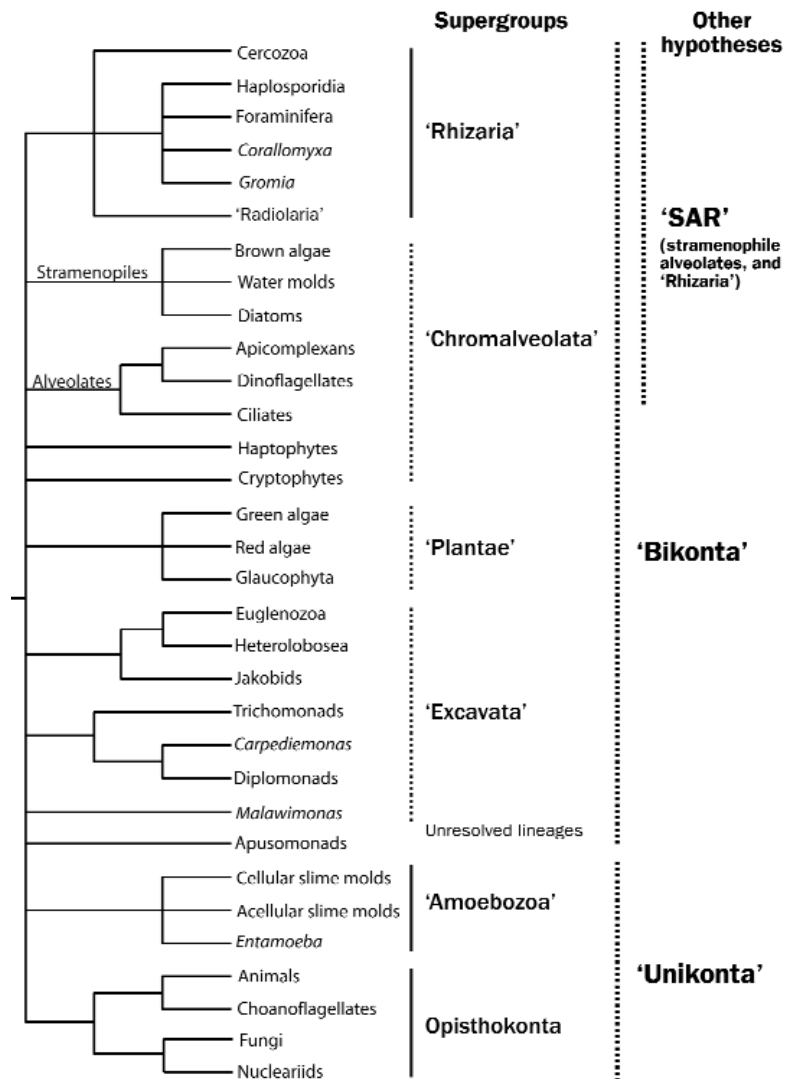 Supergroups
Other
hypotheses
Cercozoa
Haplosporidia
Foraminifera
Corallomyxa
Gromia
‘Radiolaria’
‘Rhizaria’
‘SAR’
(stramenophile
alveolates, and
‘Rhizaria’)
Stramenopiles
Brown algae
Water molds
Diatoms
Alveolates
Apicomplexans
Dinoflagellates
Ciliates
Haptophytes
Cryptophytes
‘Chromalveolata’
Green algae
Red algae
Glaucophyta
‘Plantae’
‘Bikonta’
Euglenozoa
Heterolobosea
Jakobids
Trichomonads
Carpediemonas
Diplomonads
Malawimonas
‘Excavata’
Apusomonads
Unresolved lineages
Cellular slime molds
Acellular slime molds
Entamoeba
‘Amoebozoa’
‘Unikonta’
Animals
Choanoflagellates
Fungi
Nucleariids
Opisthokonta